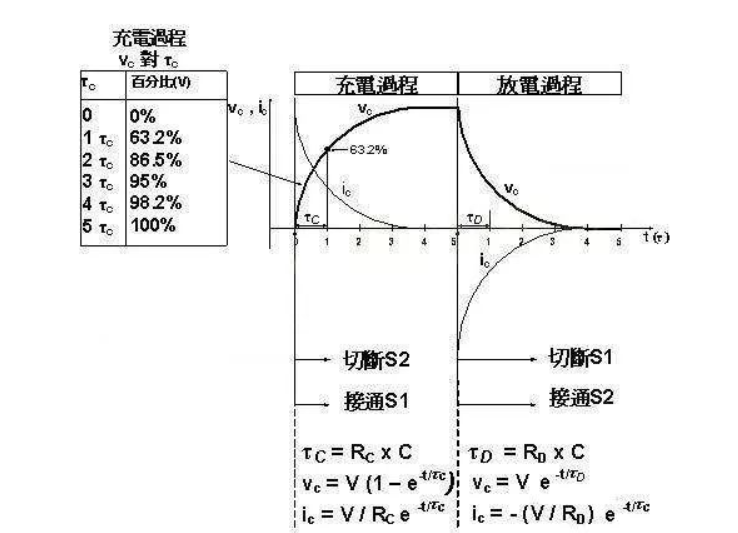 充電過程
vc 對 τc
τc 百分比(V)
0 0%
1 τc 63.2%
2 τc 86.5%
3 τc 95%
4 τc 98.2%
5 τc 100%
充電過程 放電過程
vc , ic
vc
63.2%
ic
τC
0 1 2 3 4 5
vc
τD
ic
1 2 3 4 5
t (τ)
切斷S2
接通S1
切斷S1
接通S2
τC = RC x C
vc = V (1 – e -t/τc)
ic = V / RC e -t/τc
τD = RD x C
vc = V e -t/τD
ic = - (V / RD) e -t/τc